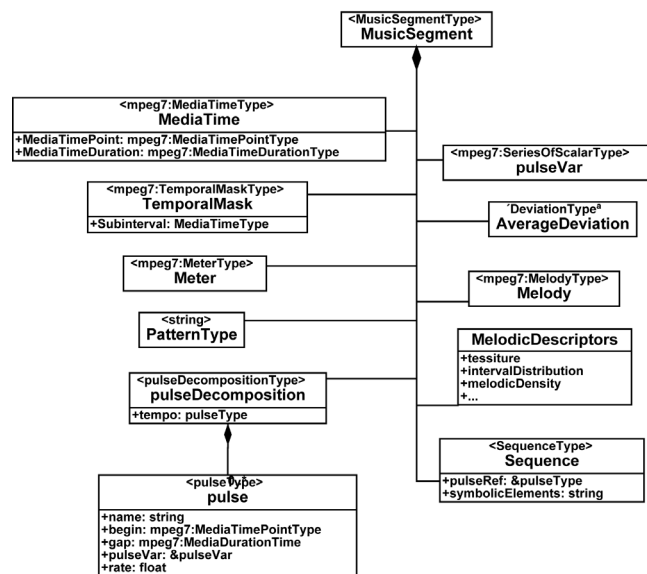 <MusicSegmentType>
MusicSegment
<mpeg7:MediaTimeType>
MediaTime
+MediaTimePoint: mpeg7:MediaTimePointType
+MediaTimeDuration: mpeg7:MediaTimeDurationType
<mpeg7:SeriesOfScalarType>
pulseVar
<mpeg7:TemporalMaskType>
TemporalMask
+Subinterval: MediaTimeType
´DeviationTypeª
AverageDeviation
<mpeg7:MeterType>
Meter
<mpeg7:MelodyType>
Melody
<string>
PatternType
MelodicDescriptors
+tessiture
+intervalDistribution
+melodicDensity
+...
<pulseDecompositionType>
pulseDecomposition
+tempo: pulseType
<SequenceType>
Sequence
+pulseRef: &pulseType
+symbolicElements: string
<pulseType>
pulse
+name: string
+begin: mpeg7:MediaTimePointType
+gap: mpeg7:MediaDurationTime
+pulseVar: &pulseVar
+rate: float